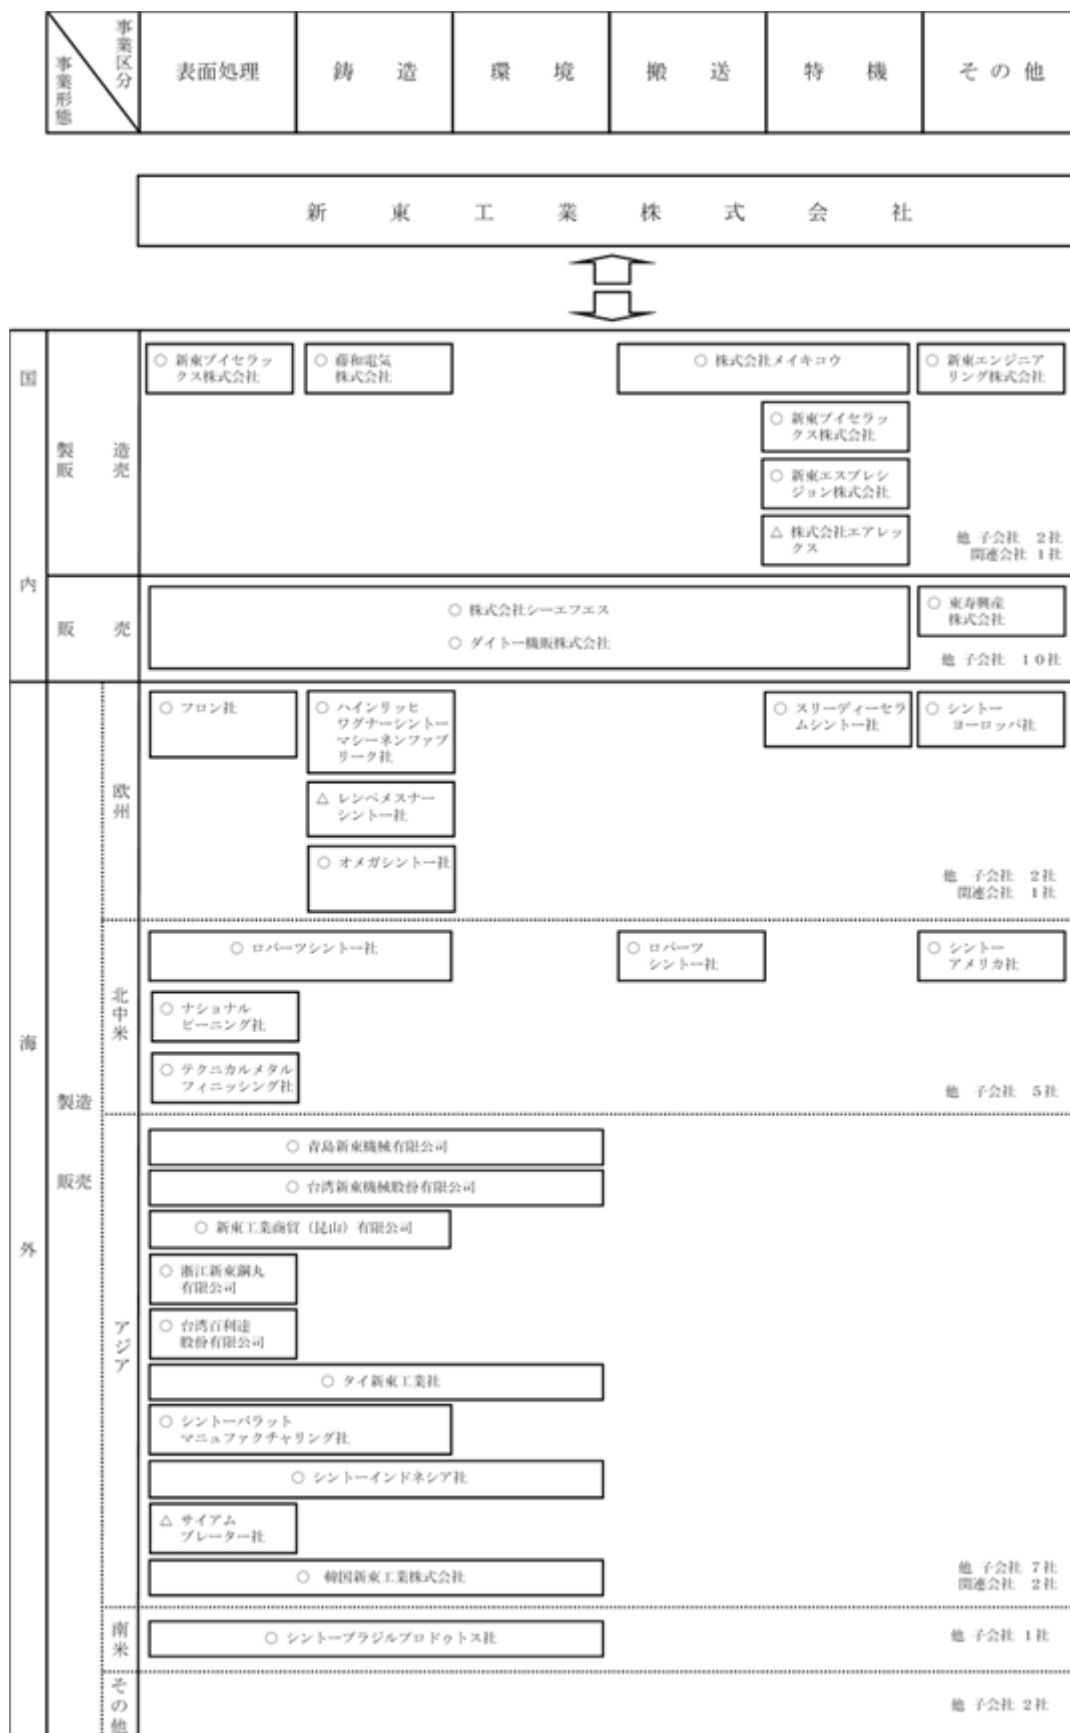 事業区分
事業形態
表面処理
鋳造
環境
搬送
特機
その他
新東工業株式会社
国内
製造
販売
○ 新東ブイセラッ
クス株式会社
○ 藤和電気
株式会社
○ 株式会社メイキコウ
○ 新東エンジニア
リング株式会社
○ 新東ブイセラッ
クス株式会社
○ 新東エスプレシ
ジョン株式会社
△ 株式会社エアレッ
クス
他 子会社 2社
関連会社 1社
販売
○ 株式会社シーエフエス
○ ダイトー機販株式会社
○ 東寿興産
株式会社
他 子会社 10社
海外
製造
販売
欧州
○ フロン社
○ ハインリッヒ
ワグナーシントー
マシーネンファブ
リーク社
○ スリーディーセラ
ムシントー社
○ シントー
ヨーロッパ社
△ レンペメスナー
シントー社
○ オメガシントー社
他 子会社 2社
関連会社 1社
北中米
○ ロバーツシントー社
○ ロバーツ
シントー社
○ シントー
アメリカ社
○ ナショナル
ピーニング社
○ テクニカルメタル
フィニッシング社
他 子会社 5社
アジア
○ 青島新東機械有限公司
○ 台湾新東機械股份有限公司
○ 新東工業商貿（昆山）有限公司
○ 浙江新東鋼丸
有限公司
○ 台湾百利達
股份有限公司
○ タイ新東工業社
○ シントーバラット
マニュファクチャリング社
○ シントーインドネシア社
△ サイアム
ブレーター社
○ 韓国新東工業株式会社
他 子会社 7社
関連会社 2社
南米
○ シントーブラジルプロドゥトス社
他 子会社 1社
その他
他 子会社 2社